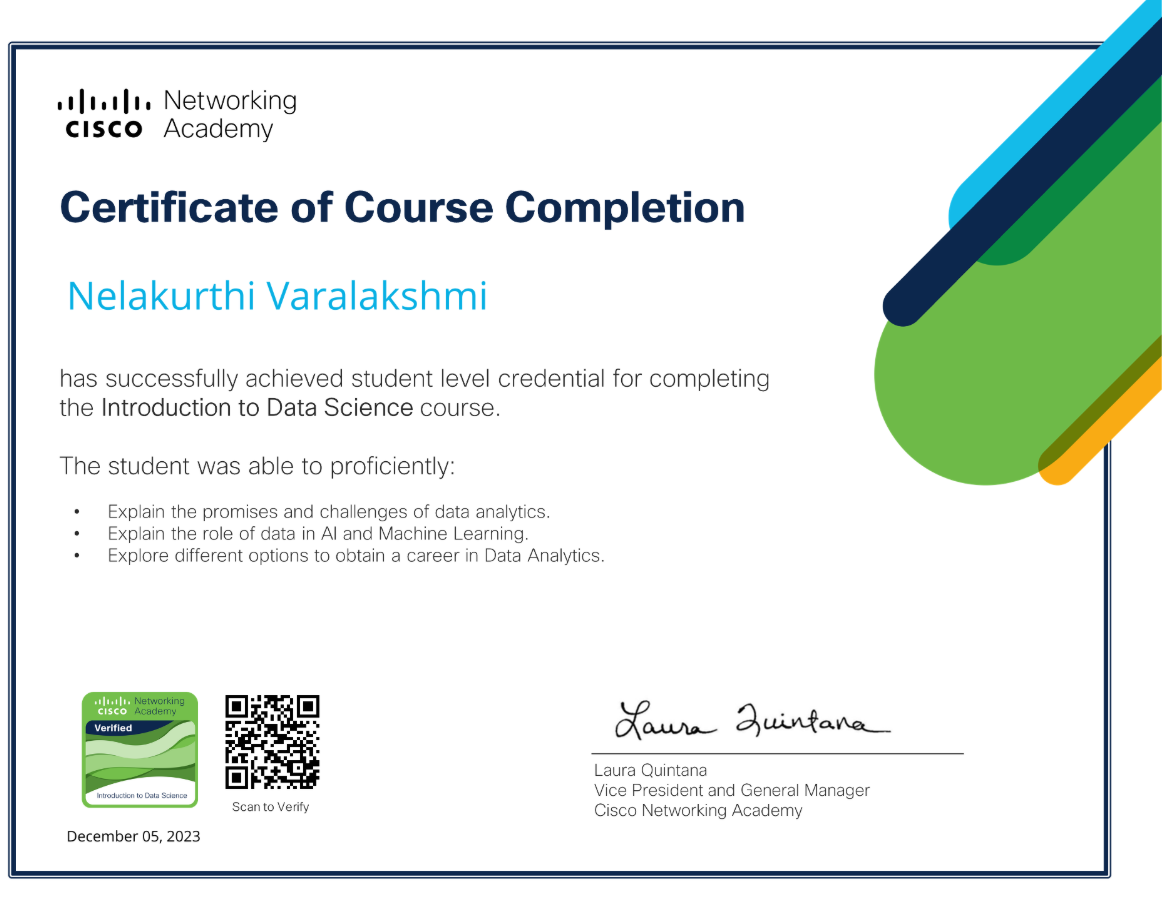 Networking
CISCO Academy
Certificate of Course Completion
Nelakurthi Varalakshmi
has successfully achieved student level credential for completing
the Introduction to Data Science course.
The student was able to proficiently:
• Explain the promises and challenges of data analytics.
• Explain the role of data in AI and Machine Learning.
• Explore different options to obtain a career in Data Analytics.
Networking
CISCO Academy
Verified
Introduction to Data Science
Scan to Verify
December 05, 2023
Laura Quintana
Laura Quintana
Vice President and General Manager
Cisco Networking Academy